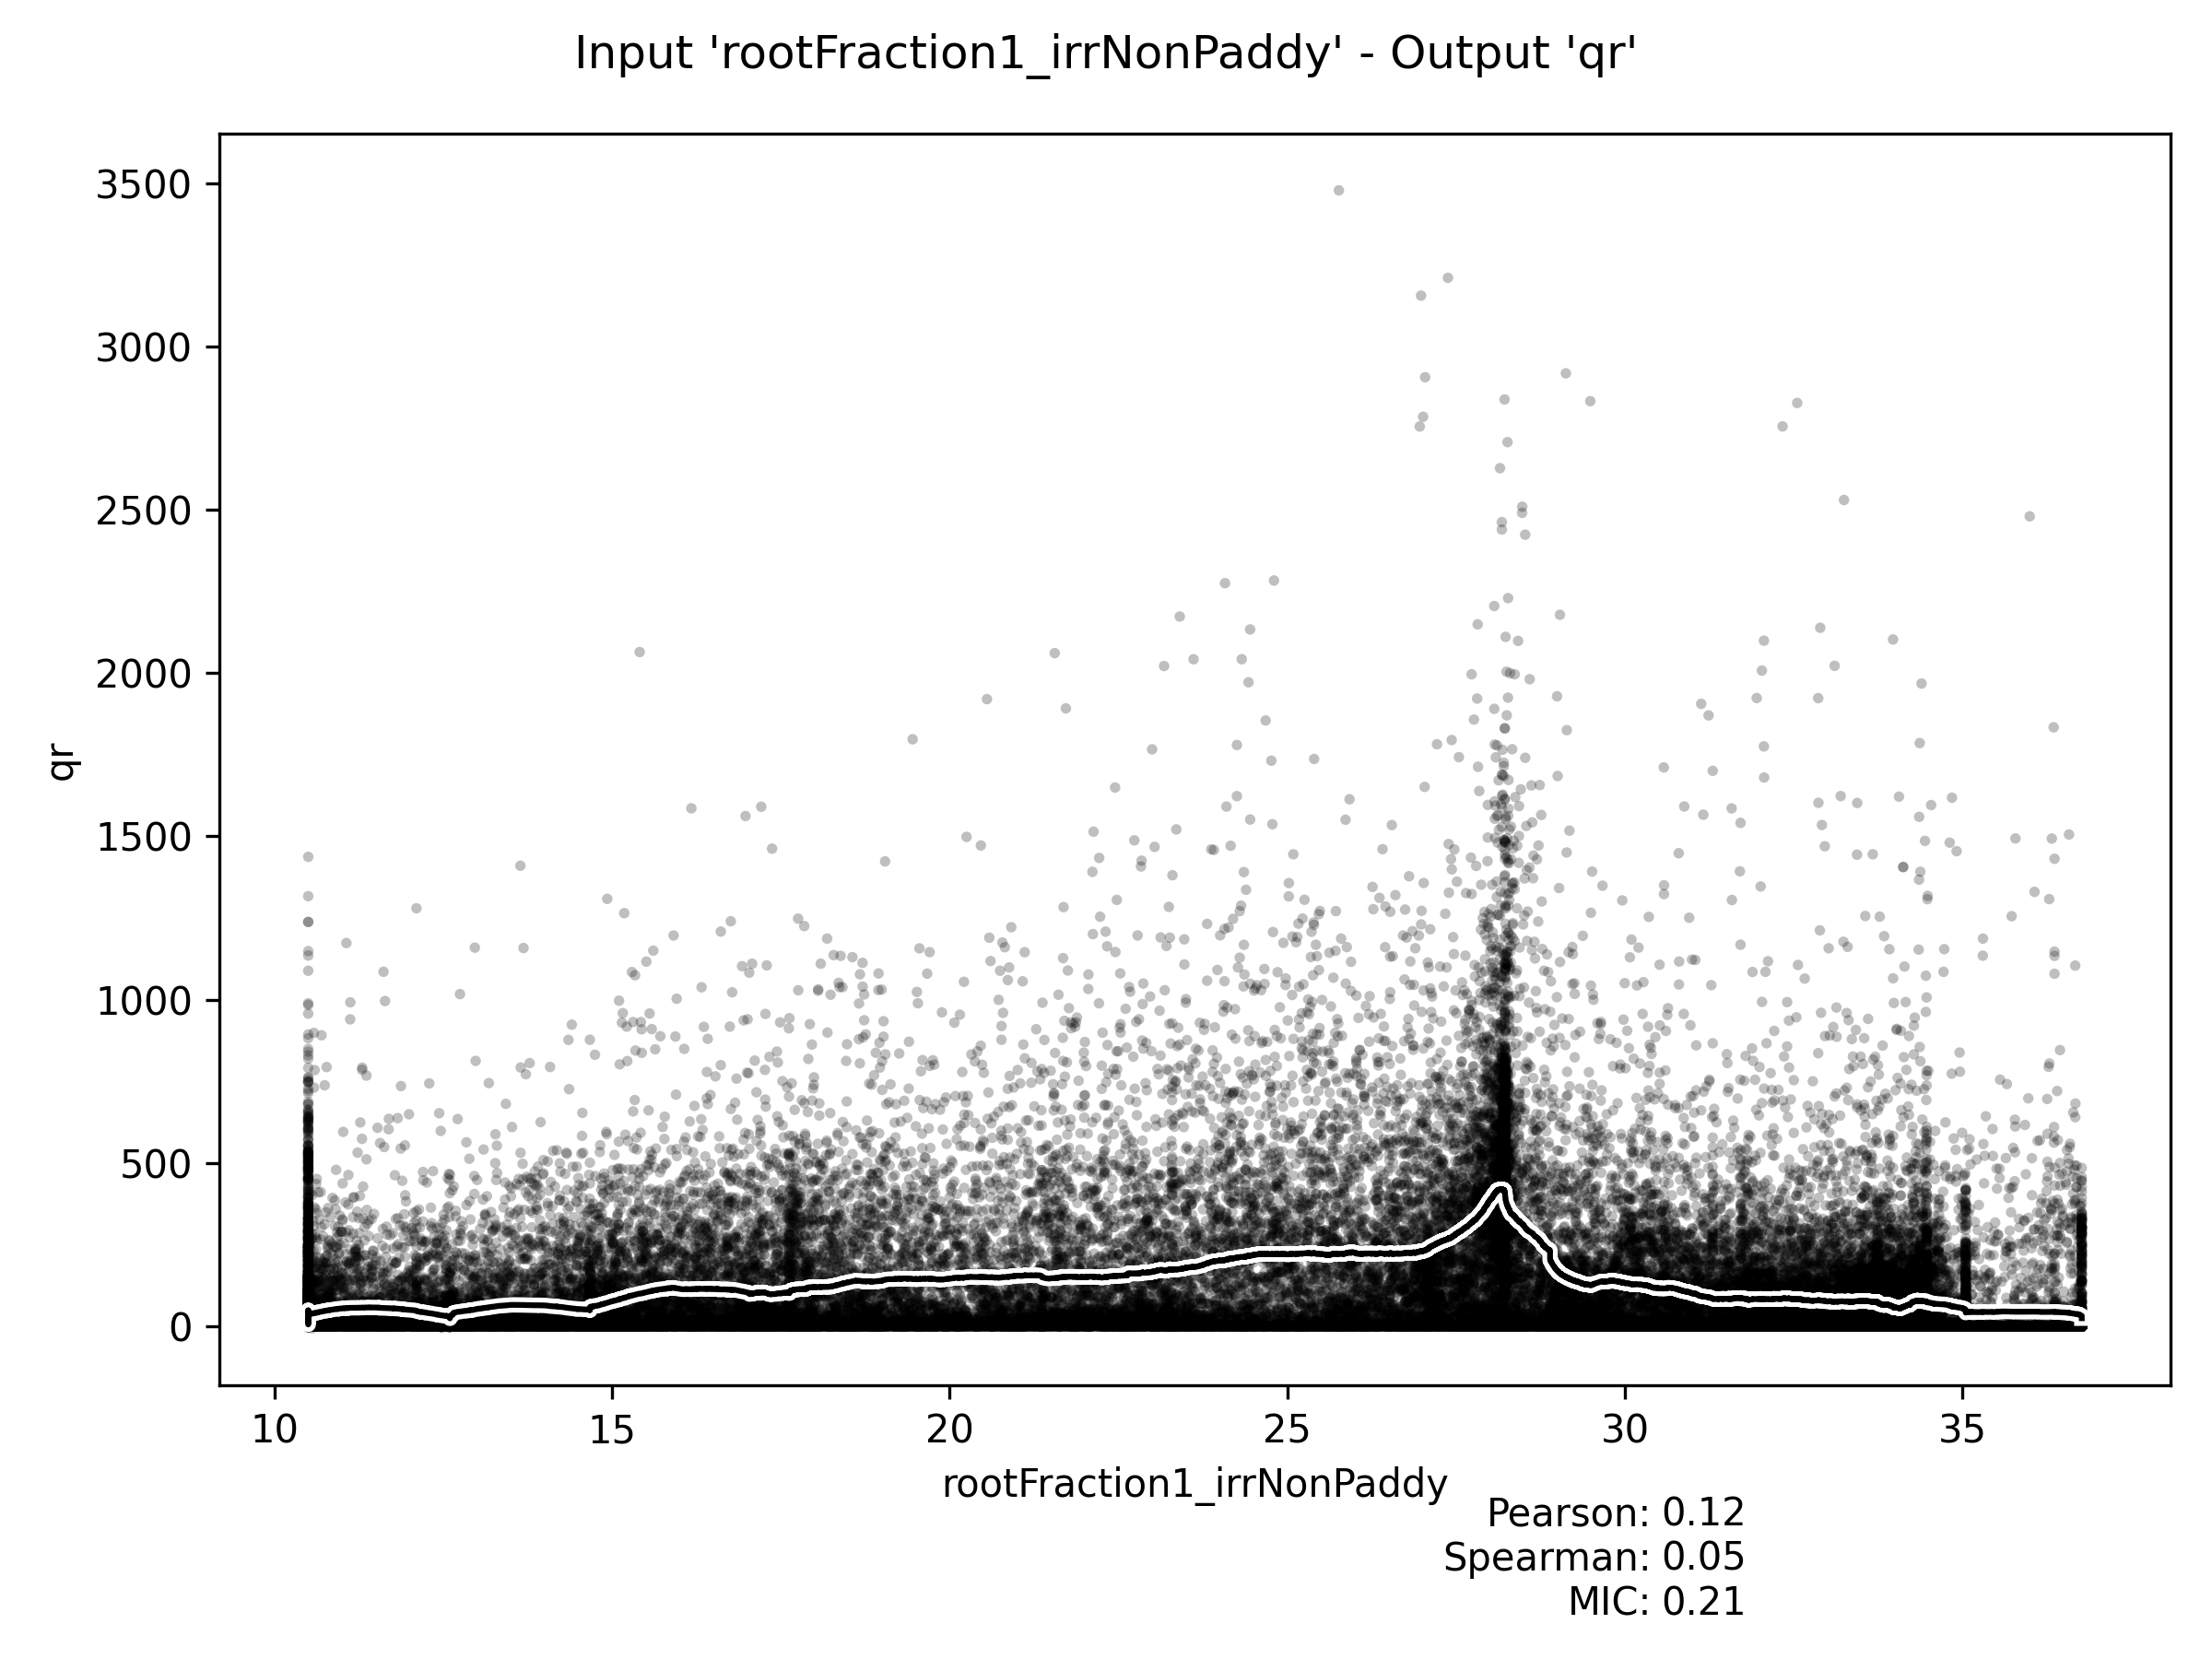 Input 'rootFraction1_irrNonPaddy' - Output 'qr'
3500
3000
2500
2000
1500
1000
500
0
qr
10 15 20 25 30 35
rootFraction1_irrNonPaddy
Pearson: 0.12
Spearman: 0.05
MIC: 0.21